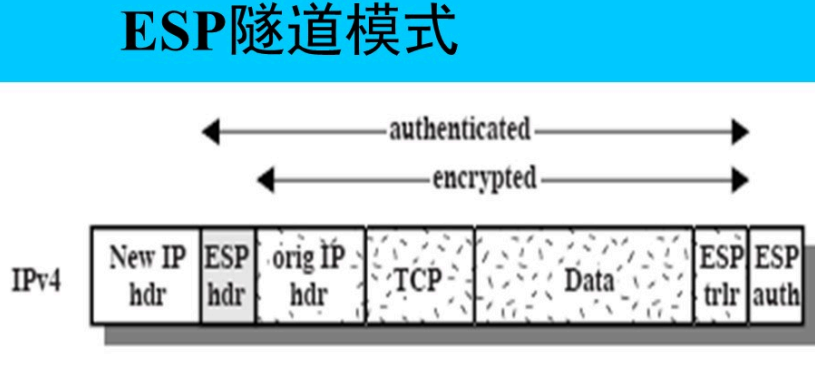 ESP隧道模式
authenticated
encrypted
IPv4
New IP hdr
ESP hdr
orig IP hdr
TCP
Data
ESP trlr
ESP auth